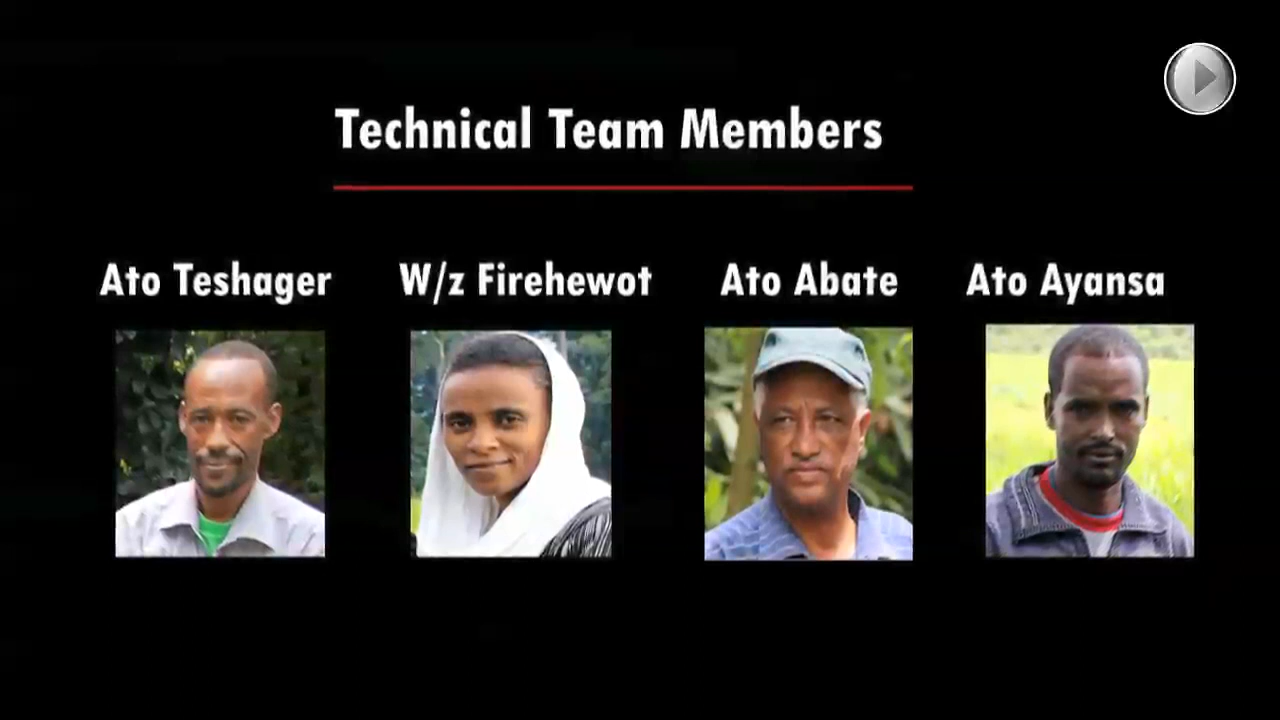 Technical Team Members
Ato Teshager
W/z Firehewot
Ato Abate
Ato Ayansa